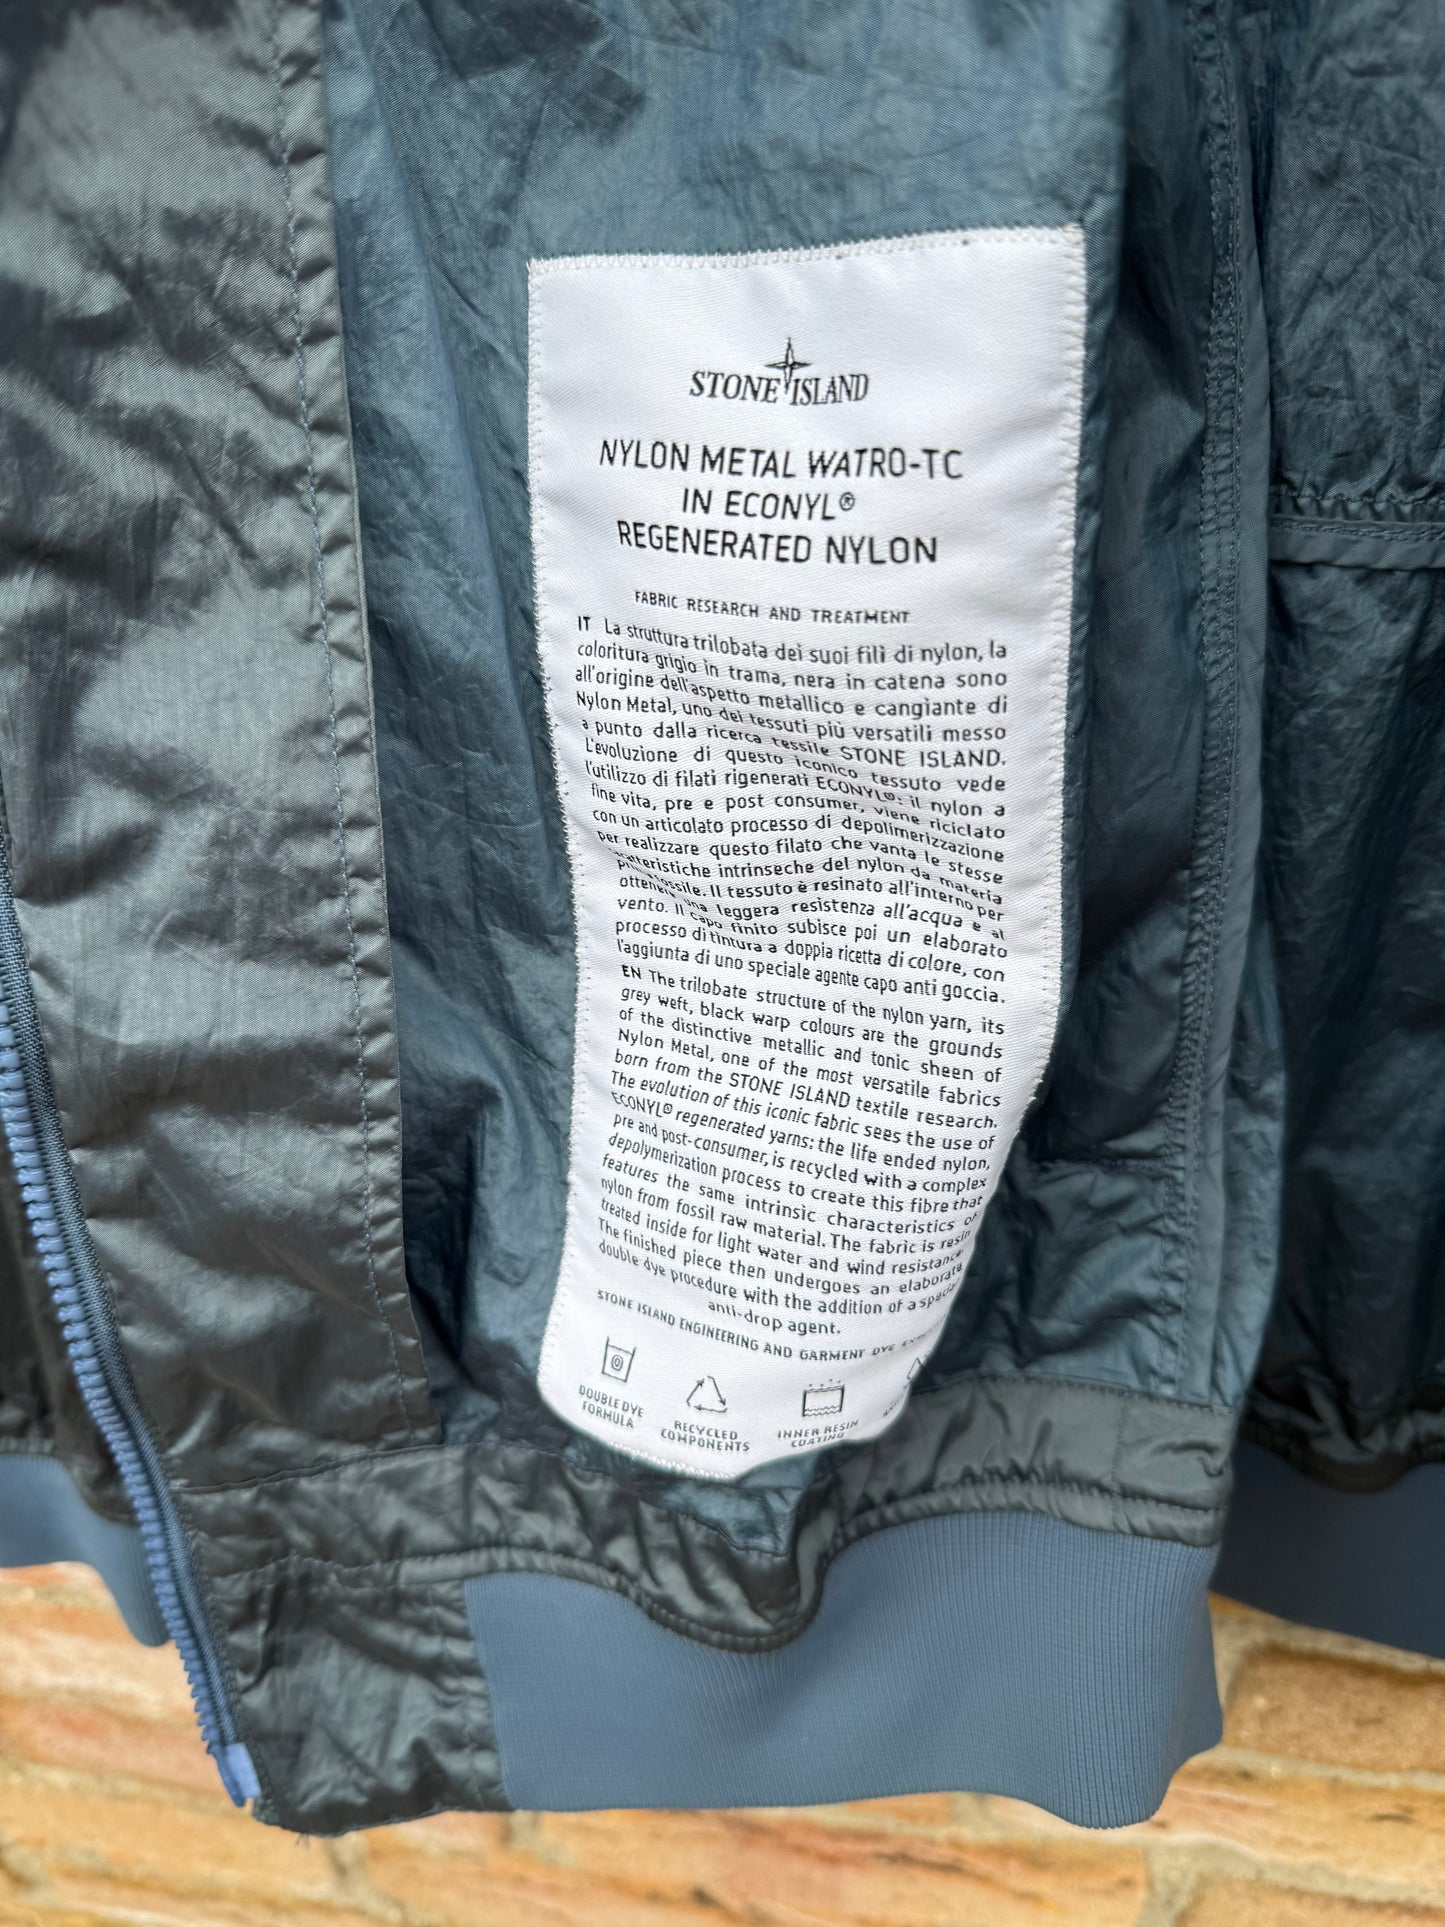 STONE ISLAND
NYLON METAL WATRO-TC
IN ECONYL®
REGENERATED NYLON
FABRIC RESEARCH AND TREATMENT
IT La struttura trilobata dei suoi fili di nylon, la
coloritura grigio in trama, nera in catena sono
all'origine dell'aspetto metallico e cangiante di
Nylon Metal, uno dei tessuti più versatili messo
a punto dalla ricerca tessile STONE ISLAND.
L'evoluzione di questo iconico tessuto vede
l'utilizzo di filati rigenerati ECONYL®: il nylon a
fine vita, pre e post consumer, viene riciclato
con un articolato processo di depolimerizzazione
per realizzare questo filato che vanta le stesse
intrinseche del nylon da materia
fossile. Il tessuto è resinato all'interno per
ottenere una leggera resistenza all'acqua e al
vento. Il capo finito subisce poi un elaborato
processo di tintura a doppia ricetta di colore, con
l'aggiunta di uno speciale agente capo anti goccia.
EN The trilobate structure of the nylon yarn, its
grey weft, black warp colours are the grounds
of the distinctive metallic and tonic sheen of
Nylon Metal, one of the most versatile fabrics
born from the STONE ISLAND textile research.
The evolution of this iconic fabric sees the use of
ECONYL® regenerated yarns: the life ended nylon,
pre and post-consumer, is recycled with a complex
depolymerization process to create this fibre that
features the same intrinsic characteristics of
nylon from fossil raw material. The fabric is resin
treated inside for light water and wind resistance.
The finished piece then undergoes an elaborate
double dye procedure with the addition of a special
anti-drop agent.
STONE ISLAND ENGINEERING AND GARMENT DYE
DOUBLE DYE
FORMULA
RECYCLED
COMPONENTS
INNER RESIN
COATING